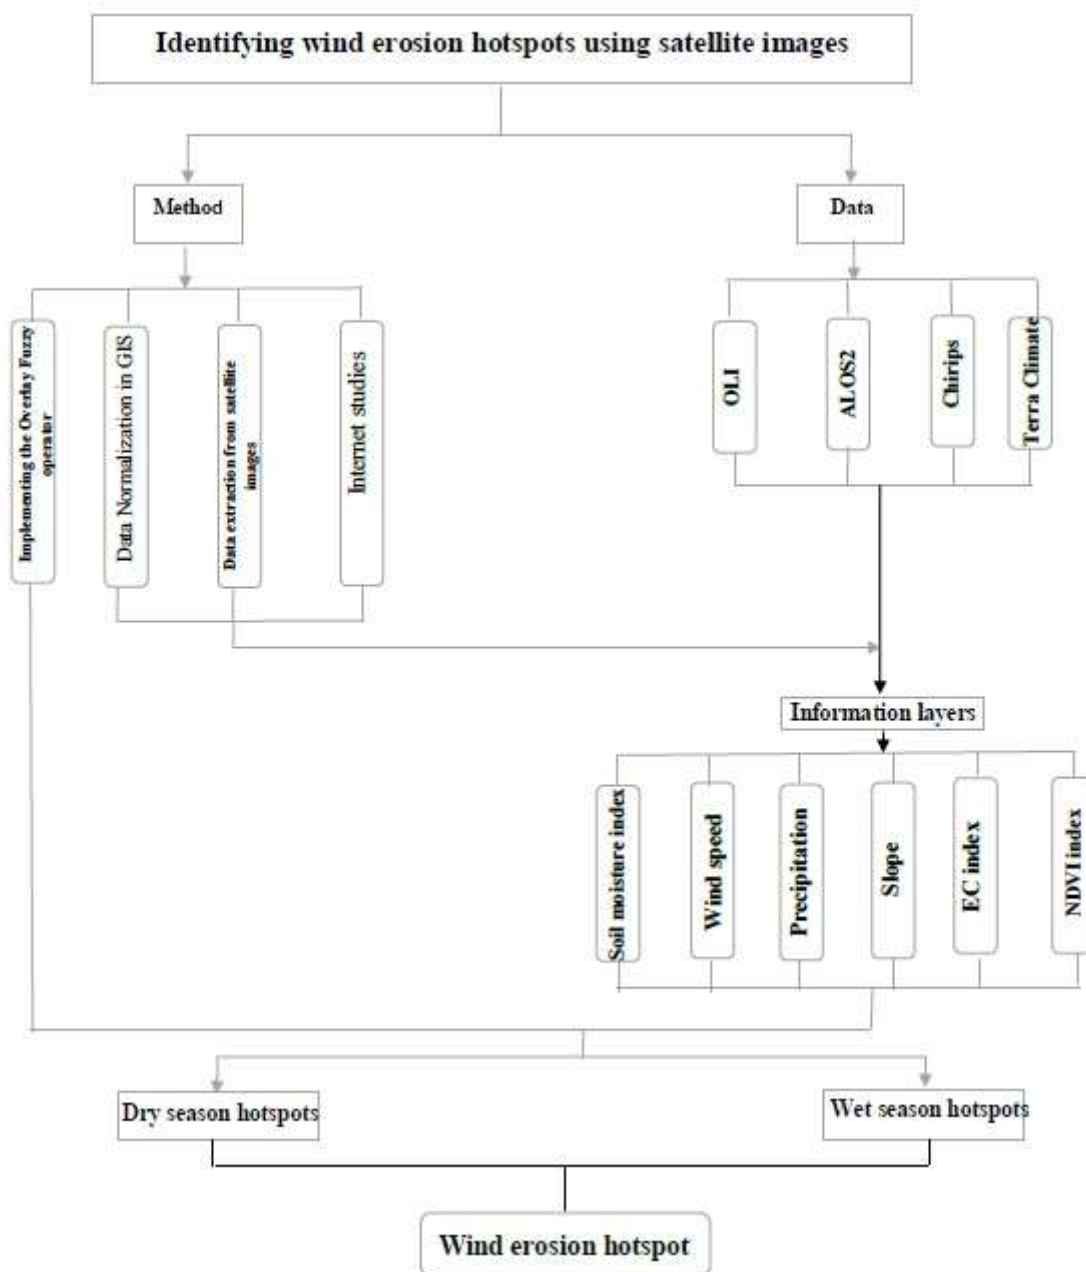 Identifying wind erosion hotspots using satellite images
Method
Data
Implementing the Overlay Fuzzy
operator
Data Normalization in GIS
Data extraction from satellite
images
Internet studies
OLI
ALOS2
Chirips
Terra Climate
Information layers
Soil moisture index
Wind speed
Precipitation
Slope
EC index
NDVI index
Dry season hotspots
Wet season hotspots
Wind erosion hotspot